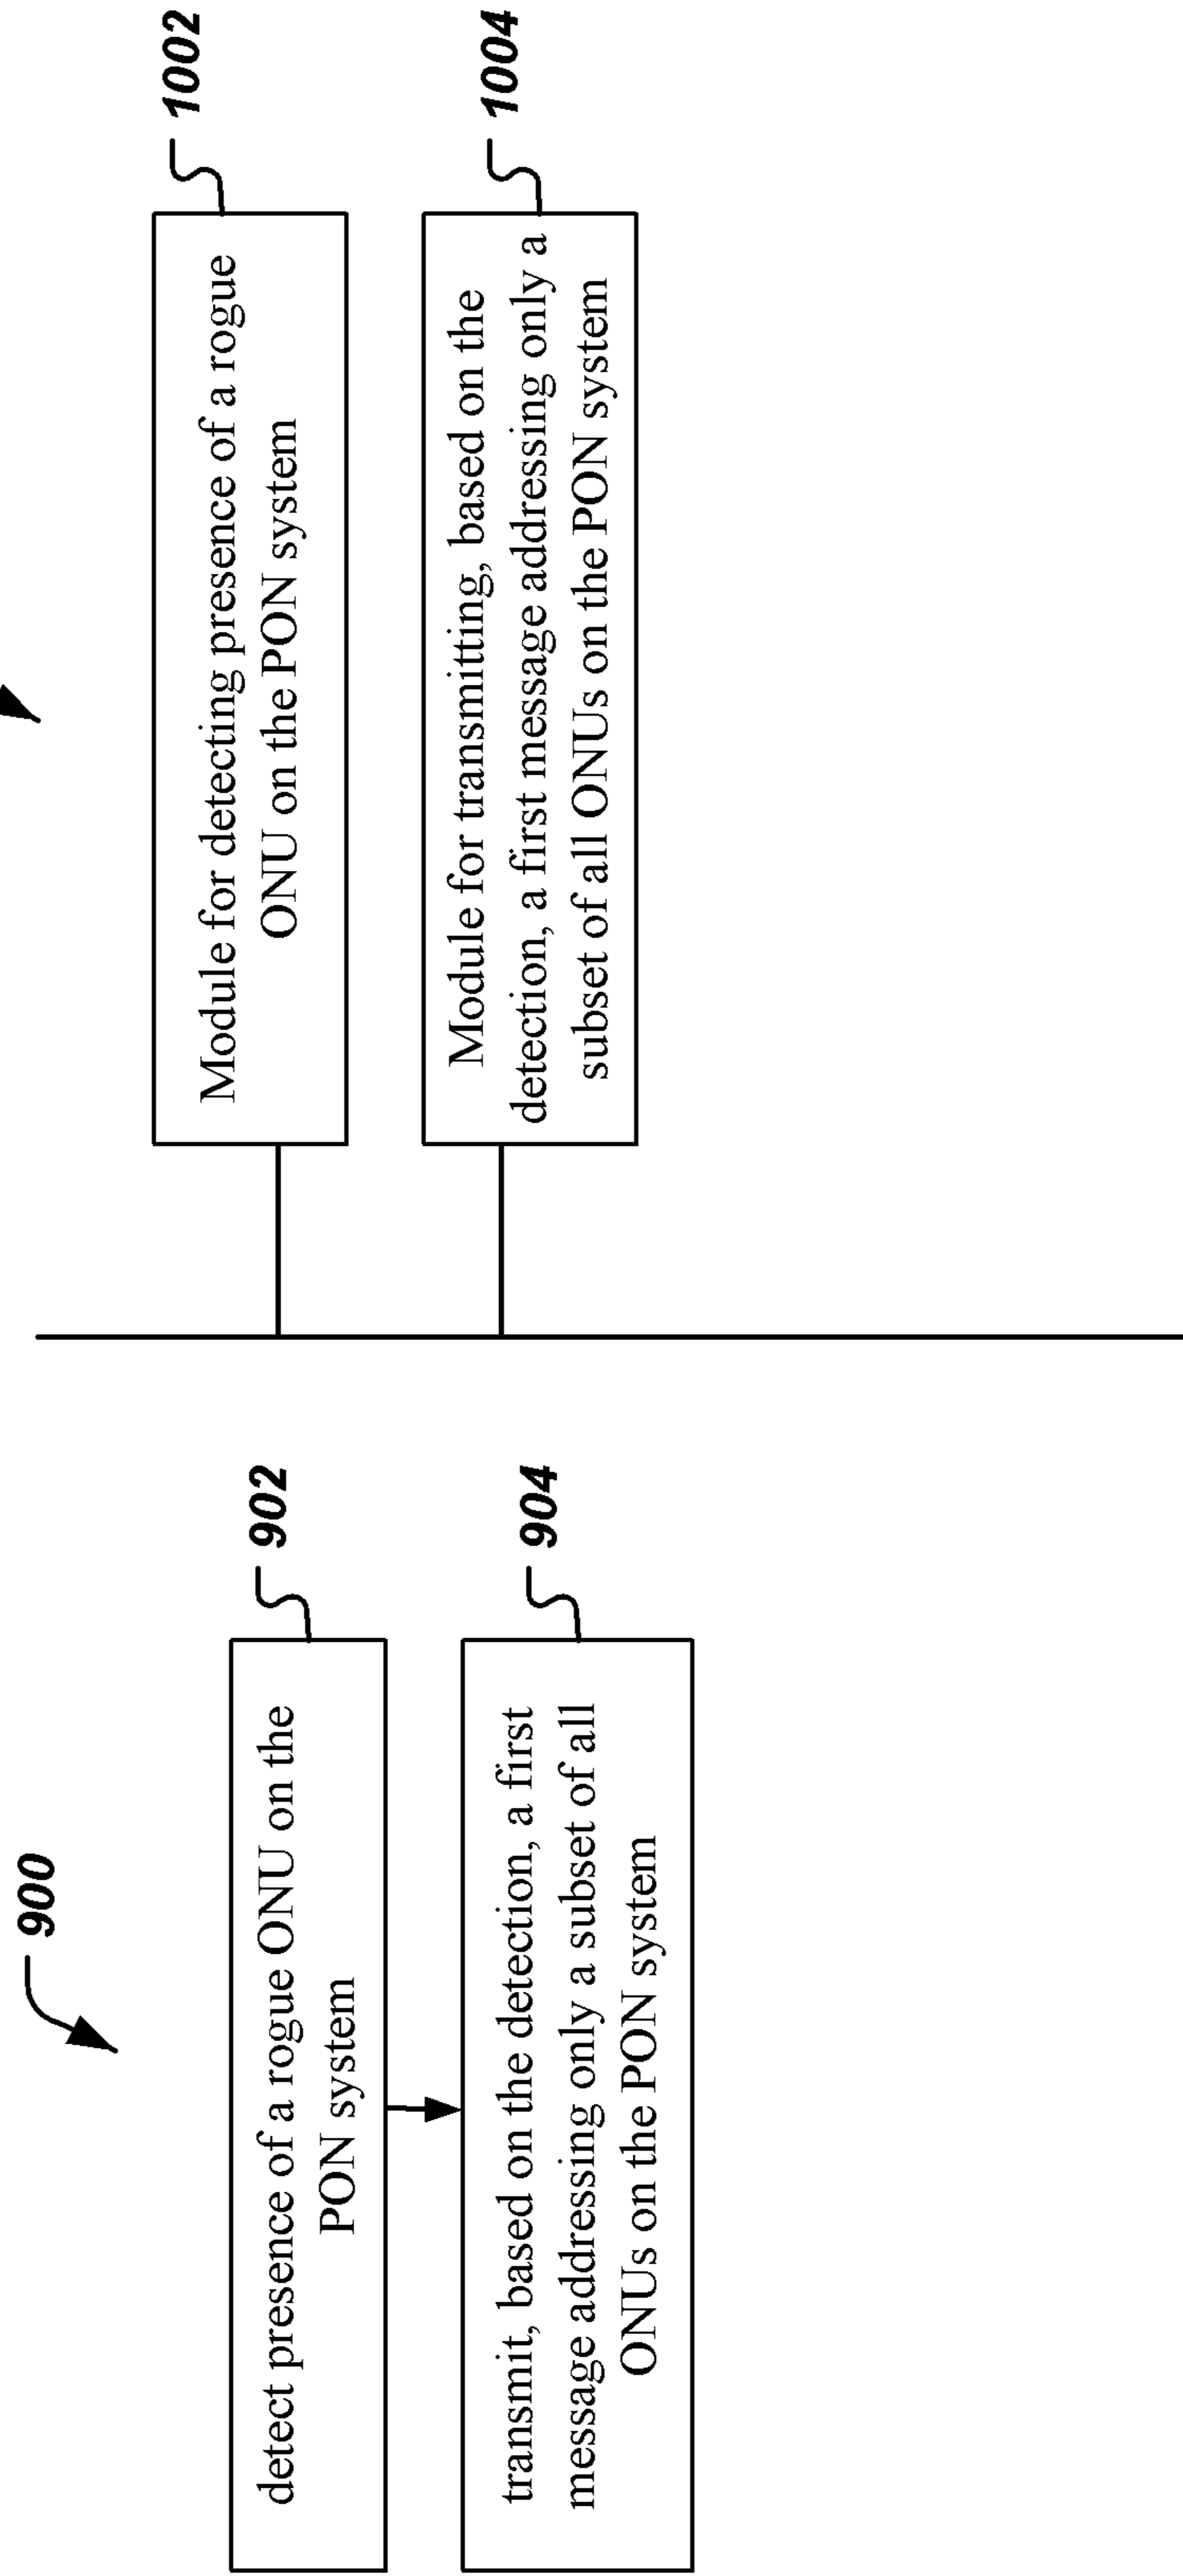 900
detect presence of a rogue ONU on the
PON system
902
transmit, based on the detection, a first
message addressing only a subset of all
ONUs on the PON system
904
Module for detecting presence of a rogue
ONU on the PON system
1002
Module for transmitting, based on the
detection, a first message addressing only a
subset of all ONUs on the PON system
1004